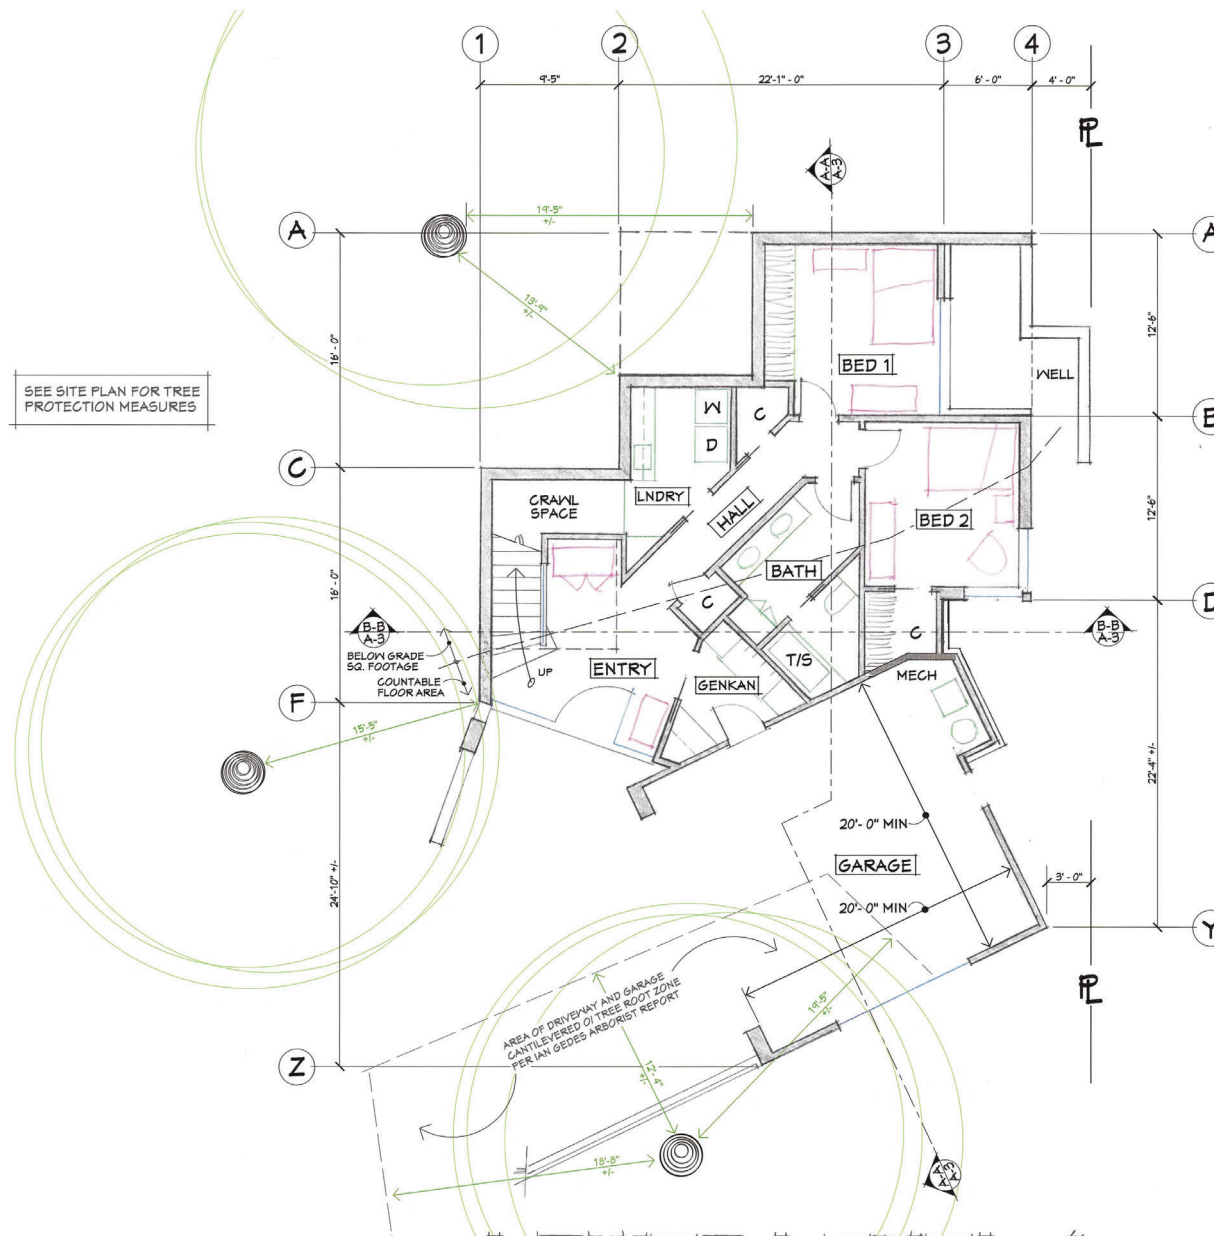 1
2
3
4
9'-5"
22'-1" - 0"
6' - 0"
4' - 0"
PL
A-A
A-3
19'-5"
+/-
A
A
13'-9"
+/-
16' - 0"
12'-6"
SEE SITE PLAN FOR TREE
PROTECTION MEASURES
BED 1
WELL
W
D
C
B
C
LNDRY
CRAWL
SPACE
HALL
BED 2
12'-6"
16' - 0"
BATH
C
D
B-B
A-3
B-B
A-3
BELOW GRADE
SQ. FOOTAGE
COUNTABLE
FLOOR AREA
UP
ENTRY
GENKAN
T/S
C
MECH
F
15'-5"
+/-
22'-4" +/-
20'- 0" MIN
GARAGE
20'- 0" MIN
3' - 0"
24'-10" +/-
Y
PL
AREA OF DRIVEWAY AND GARAGE
CANTILEVERED O/ TREE ROOT ZONE
PER IAN GEDES ARBORIST REPORT
19'-5"
+/-
12'- 4"
+/-
Z
18'-8"
+/-
A-A
A-3